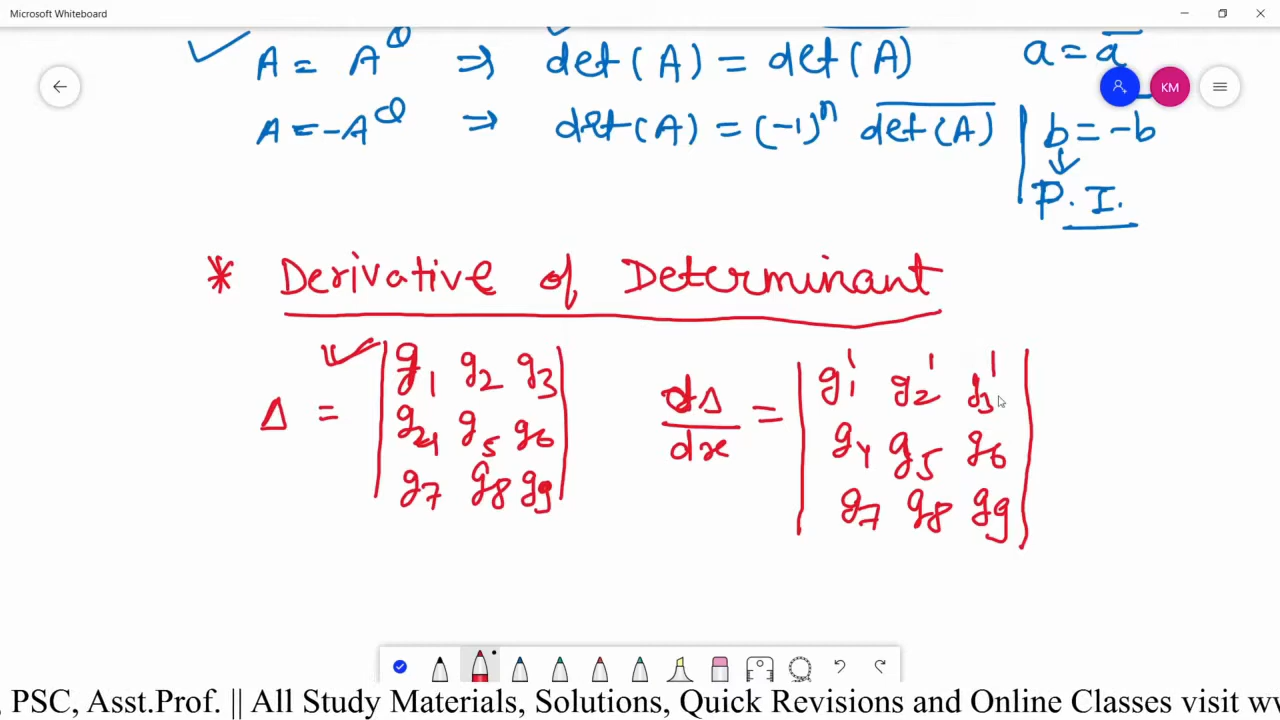 Microsoft Whiteboard
A = A^θ ⇒ det(A) = det(A) a = a̅
KM
A = -A^θ ⇒ det(A) = (-1)^n \overline{det(A)} b = -b
P.I.
* Derivative of Determinant
Δ = | g1 g2 g3 | dΔ/dx = | g1' g2' g3' |
| g4 g5 g6 | | g4 g5 g6 |
| g7 g8 g9 | | g7 g8 g9 |
, PSC, Asst.Prof. || All Study Materials, Solutions, Quick Revisions and Online Classes visit